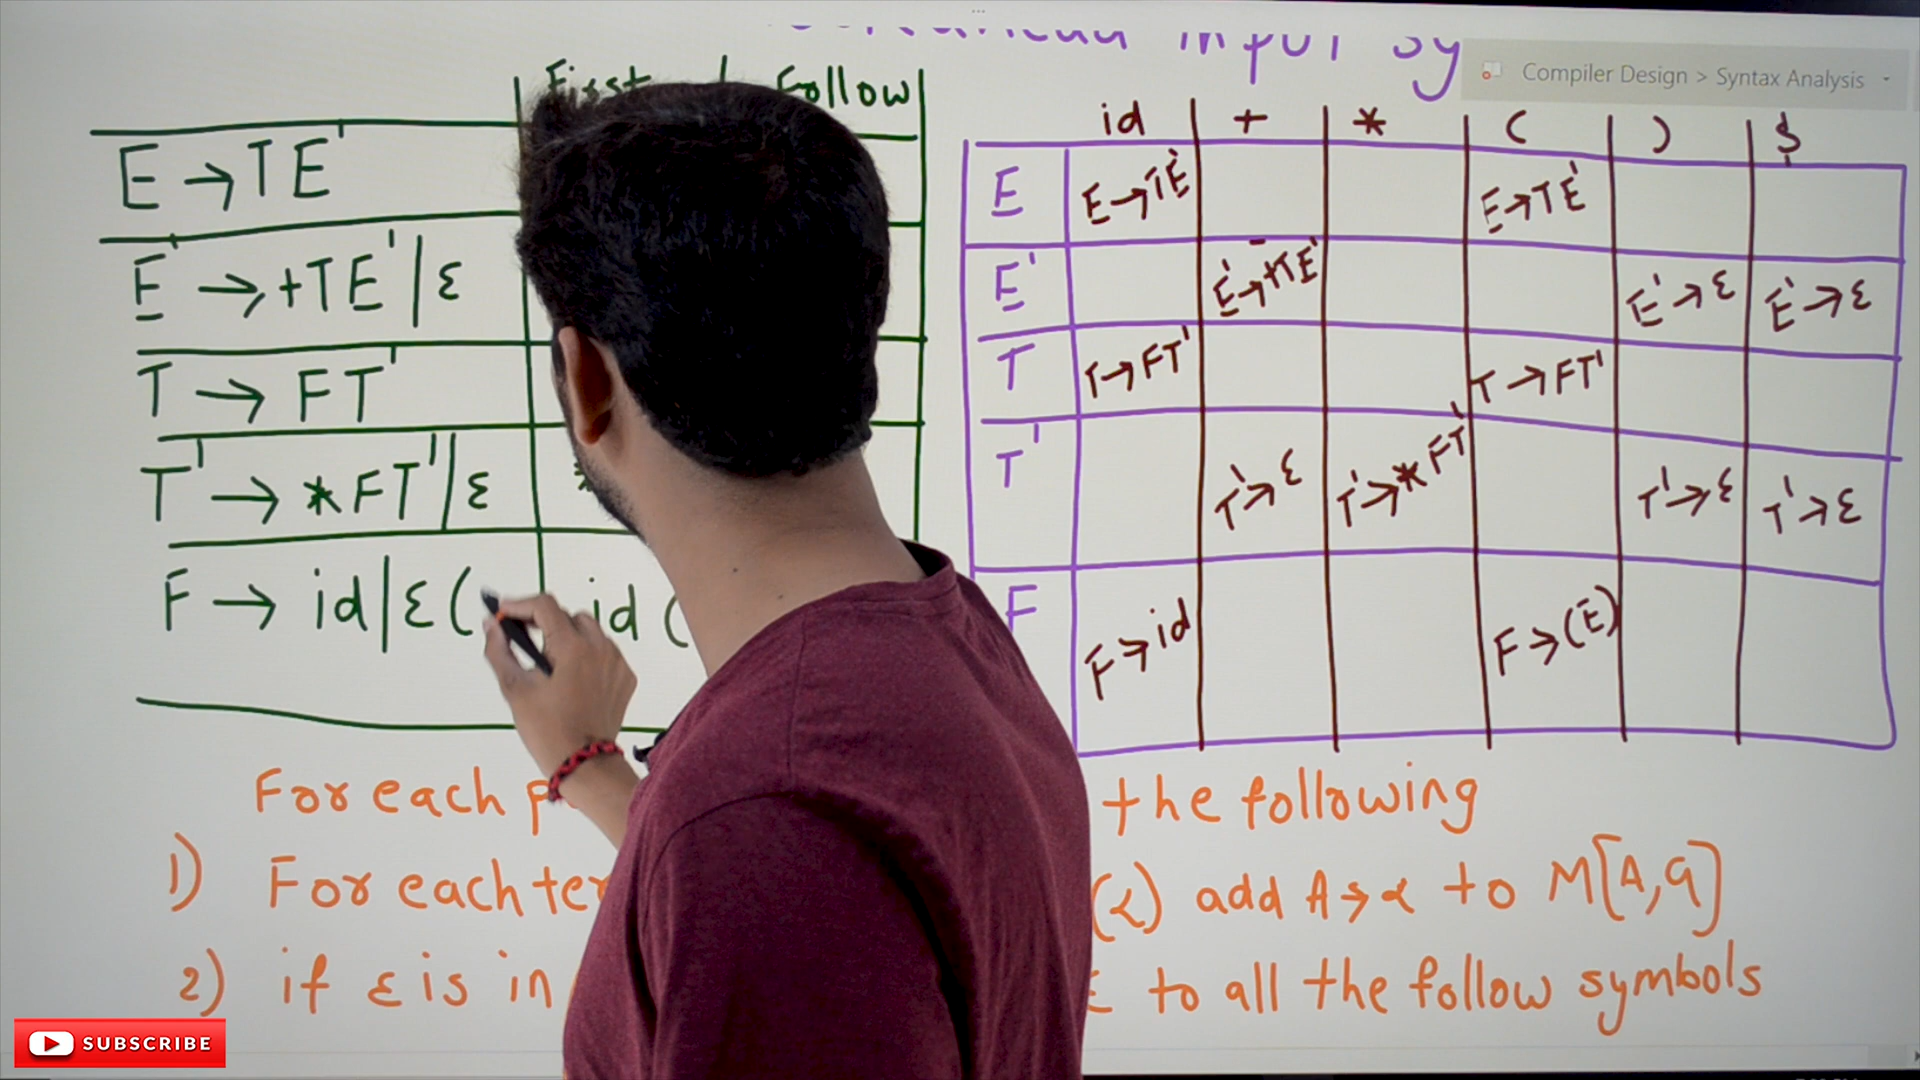 input sy
Compiler Design > Syntax Analysis
First Follow
E → TE'
E' → +TE' | ε
T → FT'
T' → *FT' | ε *
F → id | ε ( id (
id + * ( ) $
E E → TE' E → TE'
E' E' → +TE' E' → ε E' → ε
T T → FT' T → FT'
T' T' → ε T' → * FT' T' → ε T' → ε
F F → id F → (E)
For each the following
1) For each (α) add A → α to M[A,a]
2) if ε is in to all the follow symbols
SUBSCRIBE